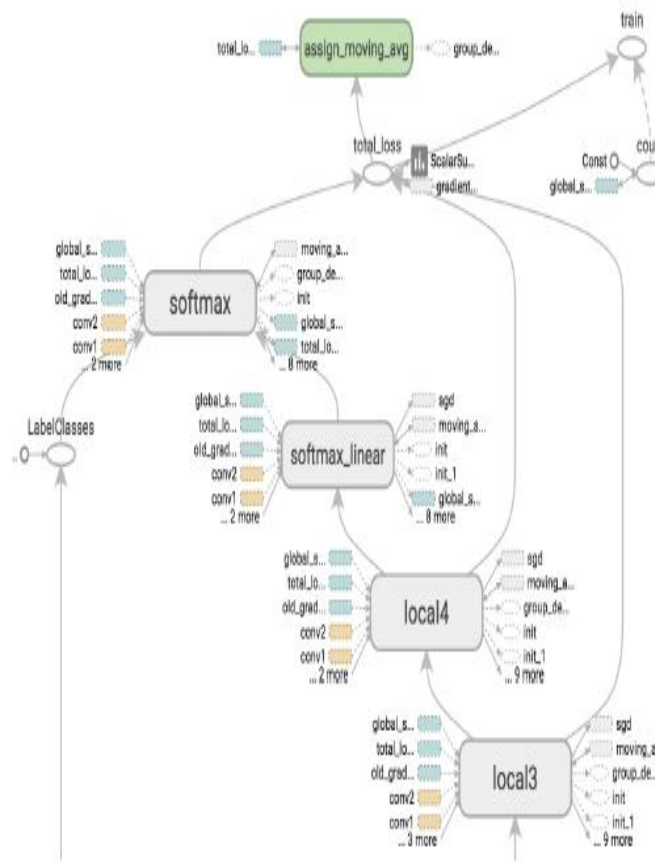 train
total_lo...
assign_moving_avg
group_de...
total_loss
cou
ScalarSu...
Const
gradient...
global_s...
global_s...
moving_a...
total_lo...
group_de...
old_grad...
softmax
init
conv2
global_s...
conv1
total_lo...
... 2 more
... 8 more
LabelClasses
..
global_s...
sgd
total_lo...
moving_a...
old_grad...
softmax_linear
init
conv2
init_1
conv1
global_s...
... 2 more
... 8 more
global_s...
sgd
total_lo...
moving_a...
old_grad...
local4
group_de...
conv2
init
conv1
init_1
... 2 more
... 9 more
global_s...
sgd
total_lo...
moving_a
old_grad...
local3
group_de...
conv2
init
conv1
init_1
... 3 more
... 9 more